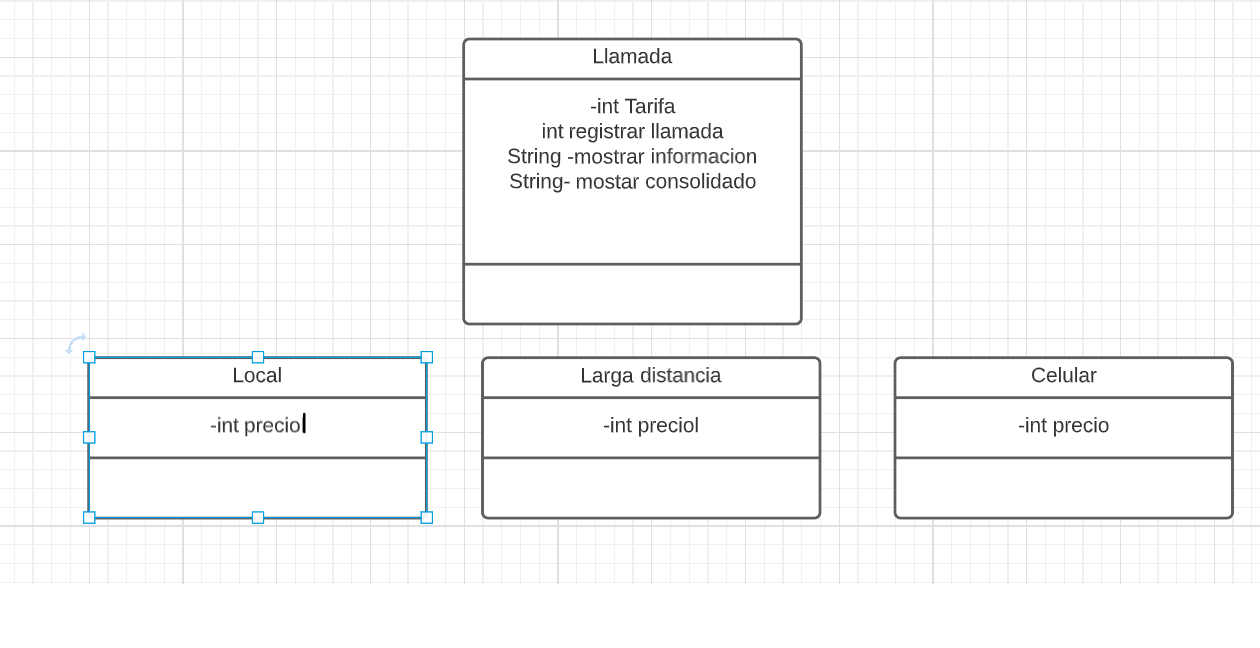 Llamada
-int Tarifa
int registrar llamada
String -mostrar informacion
String- mostar consolidado
Local
-int precio
Larga distancia
-int preciol
Celular
-int precio